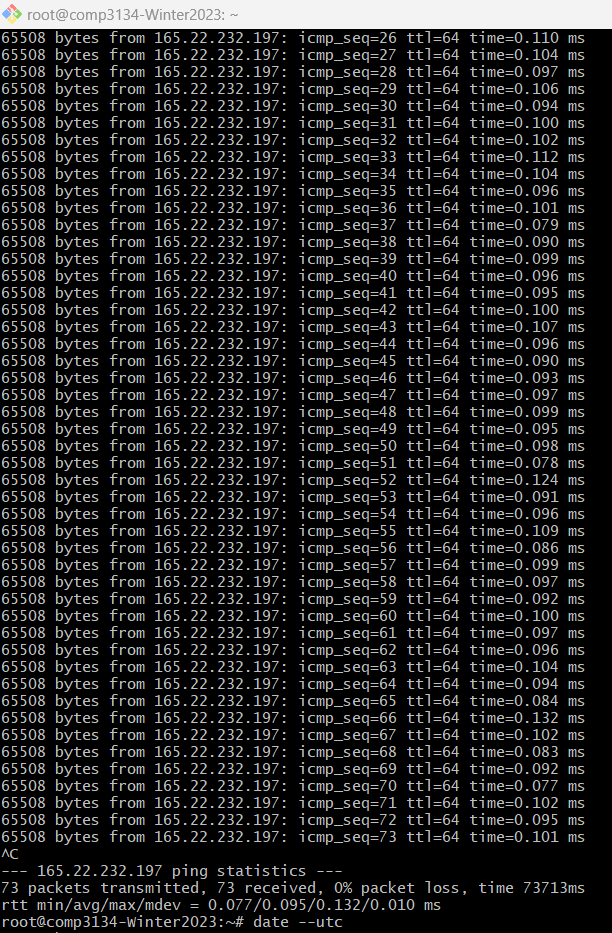 root@comp3134-Winter2023: ~
65508 bytes from 165.22.232.197: icmp_seq=26 ttl=64 time=0.110 ms
65508 bytes from 165.22.232.197: icmp_seq=27 ttl=64 time=0.104 ms
65508 bytes from 165.22.232.197: icmp_seq=28 ttl=64 time=0.097 ms
65508 bytes from 165.22.232.197: icmp_seq=29 ttl=64 time=0.106 ms
65508 bytes from 165.22.232.197: icmp_seq=30 ttl=64 time=0.094 ms
65508 bytes from 165.22.232.197: icmp_seq=31 ttl=64 time=0.100 ms
65508 bytes from 165.22.232.197: icmp_seq=32 ttl=64 time=0.102 ms
65508 bytes from 165.22.232.197: icmp_seq=33 ttl=64 time=0.112 ms
65508 bytes from 165.22.232.197: icmp_seq=34 ttl=64 time=0.104 ms
65508 bytes from 165.22.232.197: icmp_seq=35 ttl=64 time=0.096 ms
65508 bytes from 165.22.232.197: icmp_seq=36 ttl=64 time=0.101 ms
65508 bytes from 165.22.232.197: icmp_seq=37 ttl=64 time=0.079 ms
65508 bytes from 165.22.232.197: icmp_seq=38 ttl=64 time=0.090 ms
65508 bytes from 165.22.232.197: icmp_seq=39 ttl=64 time=0.099 ms
65508 bytes from 165.22.232.197: icmp_seq=40 ttl=64 time=0.096 ms
65508 bytes from 165.22.232.197: icmp_seq=41 ttl=64 time=0.095 ms
65508 bytes from 165.22.232.197: icmp_seq=42 ttl=64 time=0.100 ms
65508 bytes from 165.22.232.197: icmp_seq=43 ttl=64 time=0.107 ms
65508 bytes from 165.22.232.197: icmp_seq=44 ttl=64 time=0.096 ms
65508 bytes from 165.22.232.197: icmp_seq=45 ttl=64 time=0.090 ms
65508 bytes from 165.22.232.197: icmp_seq=46 ttl=64 time=0.093 ms
65508 bytes from 165.22.232.197: icmp_seq=47 ttl=64 time=0.097 ms
65508 bytes from 165.22.232.197: icmp_seq=48 ttl=64 time=0.099 ms
65508 bytes from 165.22.232.197: icmp_seq=49 ttl=64 time=0.095 ms
65508 bytes from 165.22.232.197: icmp_seq=50 ttl=64 time=0.098 ms
65508 bytes from 165.22.232.197: icmp_seq=51 ttl=64 time=0.078 ms
65508 bytes from 165.22.232.197: icmp_seq=52 ttl=64 time=0.124 ms
65508 bytes from 165.22.232.197: icmp_seq=53 ttl=64 time=0.091 ms
65508 bytes from 165.22.232.197: icmp_seq=54 ttl=64 time=0.096 ms
65508 bytes from 165.22.232.197: icmp_seq=55 ttl=64 time=0.109 ms
65508 bytes from 165.22.232.197: icmp_seq=56 ttl=64 time=0.086 ms
65508 bytes from 165.22.232.197: icmp_seq=57 ttl=64 time=0.099 ms
65508 bytes from 165.22.232.197: icmp_seq=58 ttl=64 time=0.097 ms
65508 bytes from 165.22.232.197: icmp_seq=59 ttl=64 time=0.092 ms
65508 bytes from 165.22.232.197: icmp_seq=60 ttl=64 time=0.100 ms
65508 bytes from 165.22.232.197: icmp_seq=61 ttl=64 time=0.097 ms
65508 bytes from 165.22.232.197: icmp_seq=62 ttl=64 time=0.096 ms
65508 bytes from 165.22.232.197: icmp_seq=63 ttl=64 time=0.104 ms
65508 bytes from 165.22.232.197: icmp_seq=64 ttl=64 time=0.094 ms
65508 bytes from 165.22.232.197: icmp_seq=65 ttl=64 time=0.084 ms
65508 bytes from 165.22.232.197: icmp_seq=66 ttl=64 time=0.132 ms
65508 bytes from 165.22.232.197: icmp_seq=67 ttl=64 time=0.102 ms
65508 bytes from 165.22.232.197: icmp_seq=68 ttl=64 time=0.083 ms
65508 bytes from 165.22.232.197: icmp_seq=69 ttl=64 time=0.092 ms
65508 bytes from 165.22.232.197: icmp_seq=70 ttl=64 time=0.077 ms
65508 bytes from 165.22.232.197: icmp_seq=71 ttl=64 time=0.102 ms
65508 bytes from 165.22.232.197: icmp_seq=72 ttl=64 time=0.095 ms
65508 bytes from 165.22.232.197: icmp_seq=73 ttl=64 time=0.101 ms
^C
--- 165.22.232.197 ping statistics ---
73 packets transmitted, 73 received, 0% packet loss, time 73713ms
rtt min/avg/max/mdev = 0.077/0.095/0.132/0.010 ms
root@comp3134-Winter2023:~# date --utc